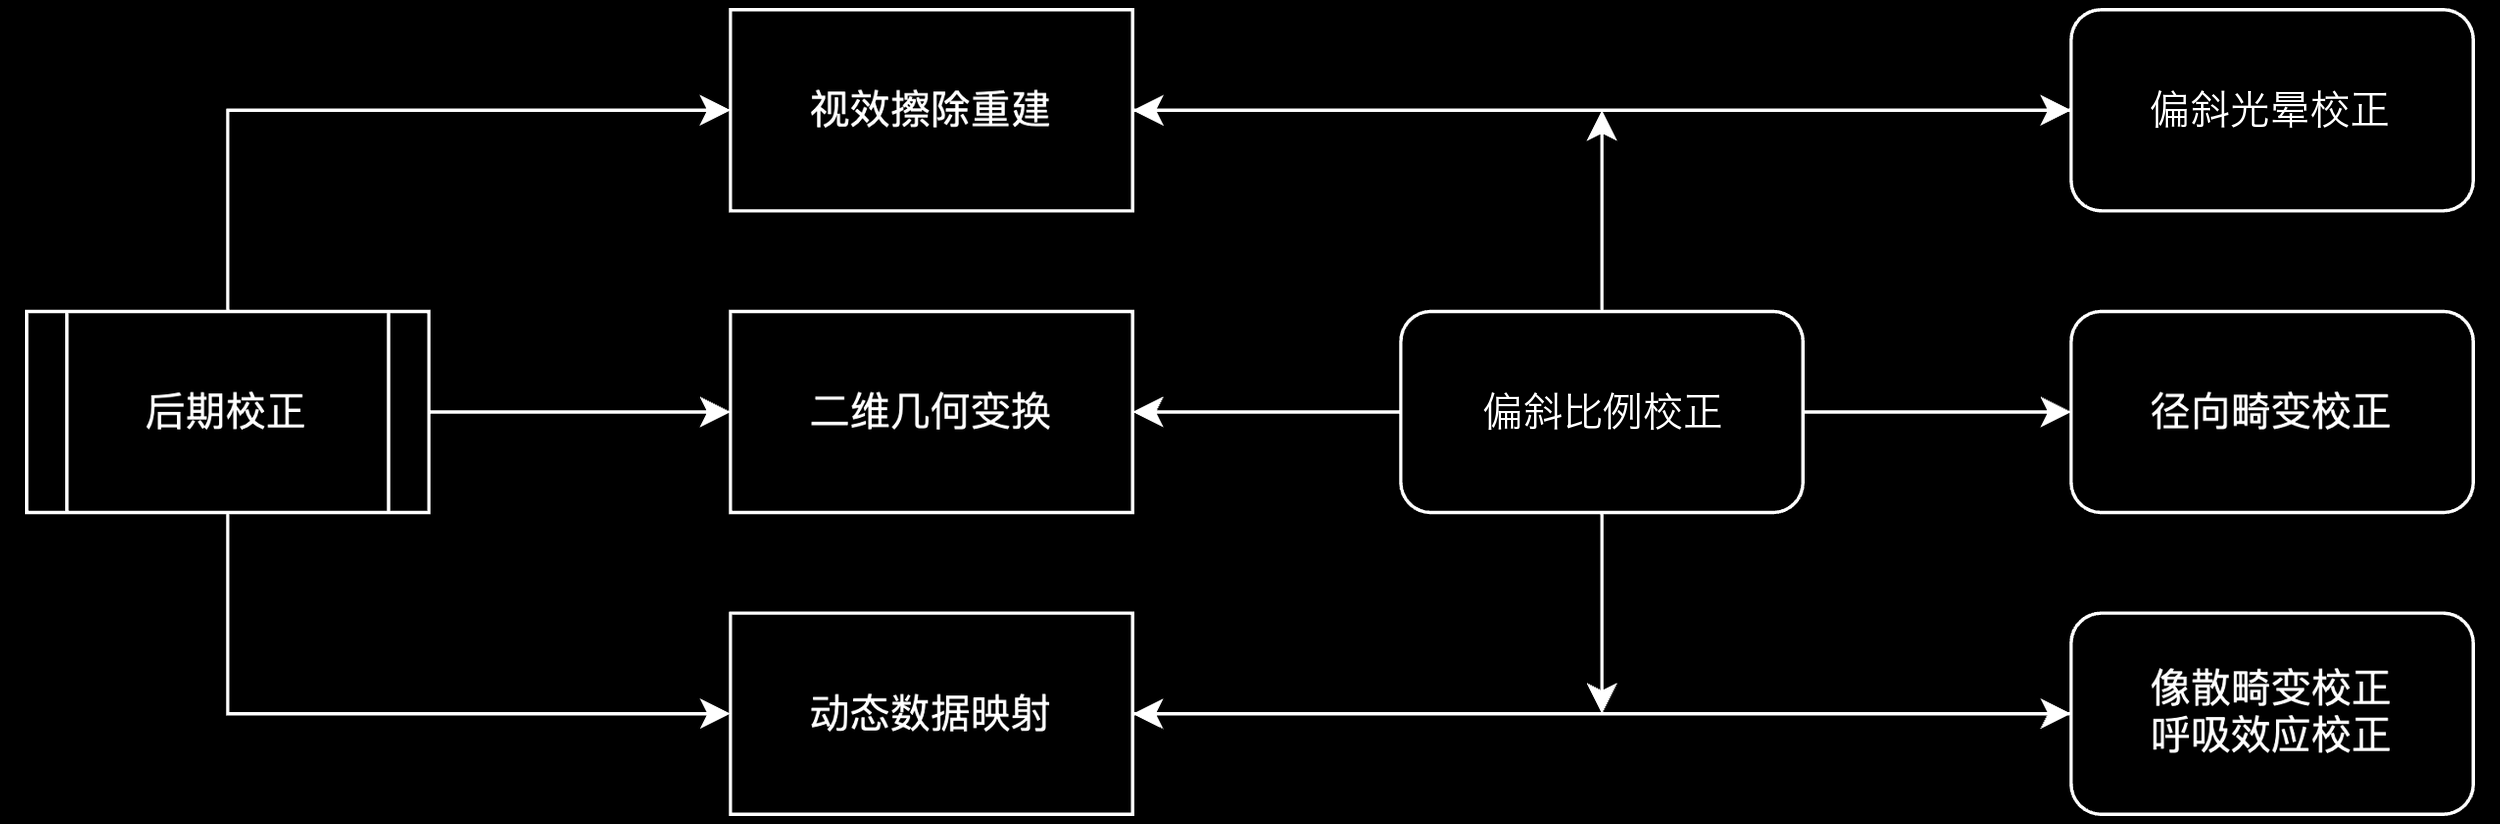 视效擦除重建
偏斜光晕校正
后期校正
二维几何变换
偏斜比例校正
径向畸变校正
动态数据映射
像散畸变校正
呼吸效应校正